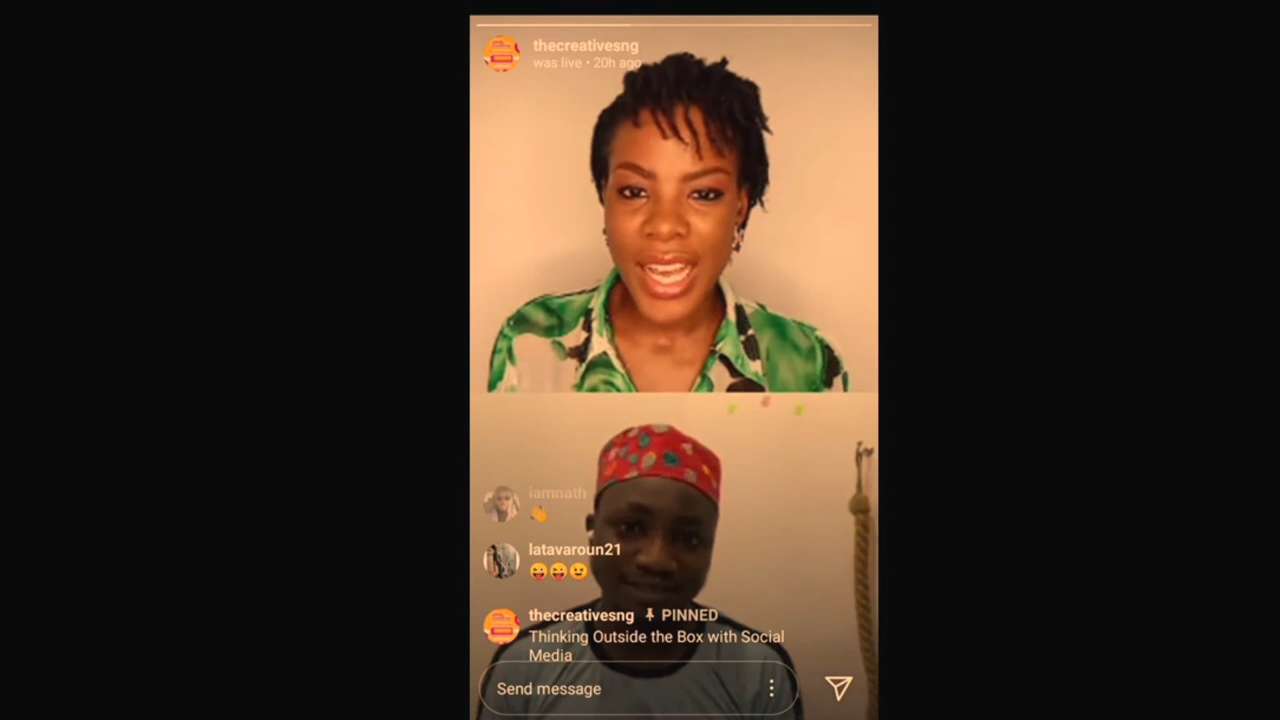 thecreativesng
was live • 20h ago
iamnath
latavaroun21
thecreativesng PINNED
Thinking Outside the Box with Social
Media
Send message